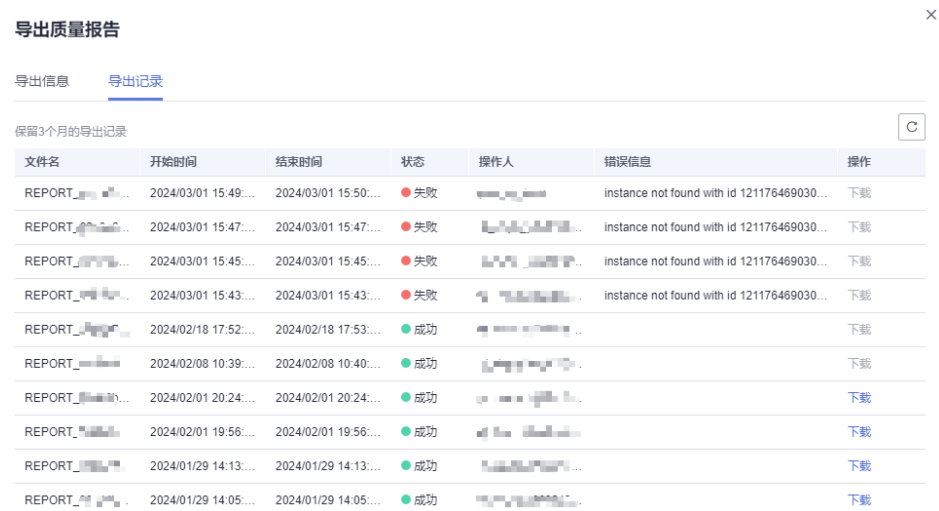 导出质量报告
导出信息 导出记录
保留3个月的导出记录
文件名 开始时间 结束时间 状态 操作人 错误信息 操作
REPORT_ 2024/03/01 15:49:... 2024/03/01 15:50:... 失败 instance not found with id 121176469030... 下载
REPORT_ 2024/03/01 15:47:... 2024/03/01 15:47:... 失败 instance not found with id 121176469030... 下载
REPORT_ 2024/03/01 15:45:... 2024/03/01 15:45:... 失败 instance not found with id 121176469030... 下载
REPORT_ 2024/03/01 15:43:... 2024/03/01 15:43:... 失败 instance not found with id 121176469030... 下载
REPORT_ 2024/02/18 17:52:... 2024/02/18 17:53:... 成功 下载
REPORT_ 2024/02/08 10:39:... 2024/02/08 10:40:... 成功 下载
REPORT_ 2024/02/01 20:24:... 2024/02/01 20:24:... 成功 下载
REPORT_ 2024/02/01 19:56:... 2024/02/01 19:56:... 成功 下载
REPORT_ 2024/01/29 14:13:... 2024/01/29 14:13:... 成功 下载
REPORT_ 2024/01/29 14:05:... 2024/01/29 14:05:... 成功 下载